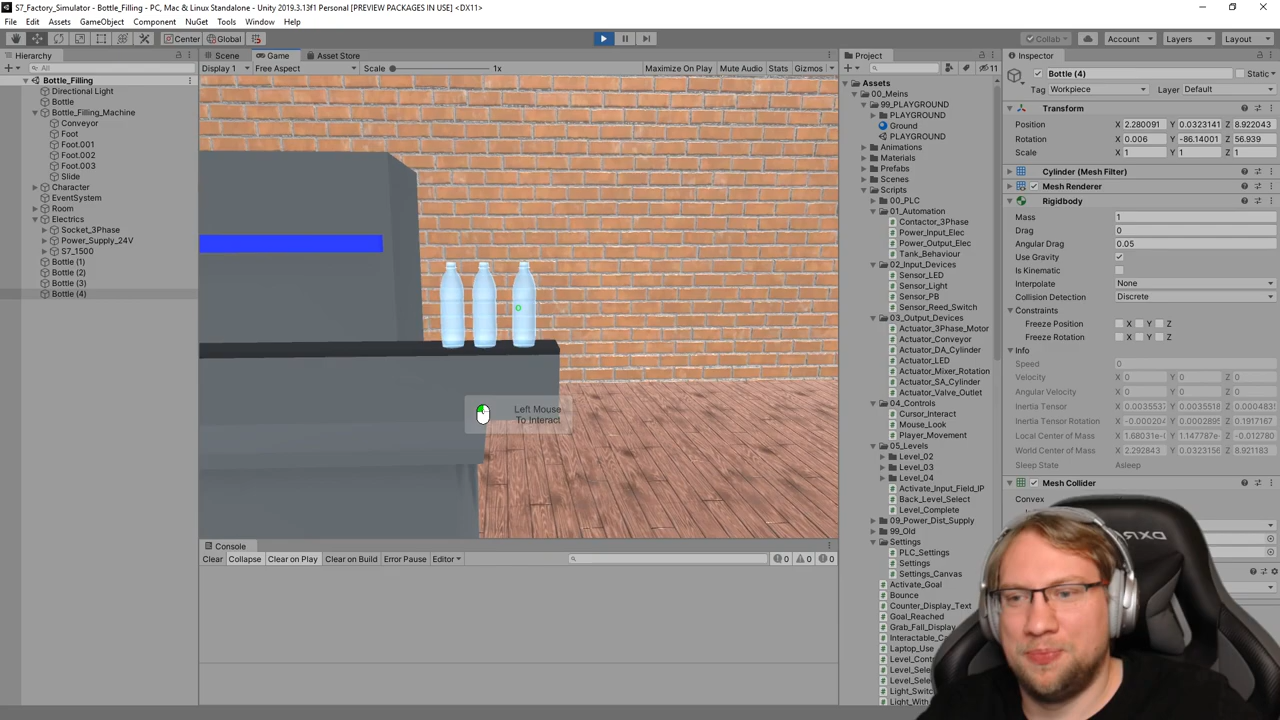 S7_Factory_Simulator - Bottle_Filling - PC, Mac & Linux Standalone - Unity 2019.3.13f1 Personal [PREVIEW PACKAGES IN USE] <DX11>
File Edit Assets GameObject Component NuGet Tools Window Help
Center Global Collab Account Layers Layout
Hierarchy
All
Bottle_Filling
Directional Light
Bottle
Bottle_Filling_Machine
Conveyor
Foot
Foot.001
Foot.002
Foot.003
Slide
Character
EventSystem
Room
Electrics
Socket_3Phase
Power_Supply_24V
S7_1500
Bottle (1)
Bottle (2)
Bottle (3)
Bottle (4)
Scene Game Asset Store
Display 1 Free Aspect Scale 1x Maximize On Play Mute Audio Stats Gizmos
Left Mouse
To Interact
Console
Clear Collapse Clear on Play Clear on Build Error Pause Editor 0 0 0
Project
11
Assets
00_Meins
99_PLAYGROUND
PLAYGROUND
Ground
PLAYGROUND
Animations
Materials
Prefabs
Scenes
Scripts
00_PLC
01_Automation
Contactor_3Phase
Power_Input_Elec
Power_Output_Elec
Tank_Behaviour
02_Input_Devices
Sensor_LED
Sensor_Light
Sensor_PB
Sensor_Reed_Switch
03_Output_Devices
Actuator_3Phase_Motor
Actuator_Conveyor
Actuator_DA_Cylinder
Actuator_LED
Actuator_Mixer_Rotation
Actuator_SA_Cylinder
Actuator_Valve_Outlet
04_Controls
Cursor_Interact
Mouse_Look
Player_Movement
05_Levels
Level_02
Level_03
Level_04
Activate_Input_Field_IP
Back_Level_Select
Level_Complete
09_Power_Dist_Supply
99_Old
Settings
PLC_Settings
Settings
Settings_Canvas
Activate_Goal
Bounce
Counter_Display_Text
Goal_Reached
Grab_Fall_Display
Interactable_Ca
Laptop_Use
Level_Cont
Level_Sele
Level_Sele
Light_Switc
Light_With
Inspector
Bottle (4) Static
Tag Workpiece Layer Default
Transform
Position X 2.280091 Y 0.0323141 Z 8.922043
Rotation X 0.006 Y -86.14001 Z 56.939
Scale X 1 Y 1 Z 1
Cylinder (Mesh Filter)
Mesh Renderer
Rigidbody
Mass 1
Drag 0
Angular Drag 0.05
Use Gravity
Is Kinematic
Interpolate None
Collision Detection Discrete
Constraints
Freeze Position X Y Z
Freeze Rotation X Y Z
Info
Speed 0
Velocity X 0 Y 0 Z 0
Angular Velocity X 0 Y 0 Z 0
Inertia Tensor X 0.0035537 Y 0.0035518 Z 0.0004835
Inertia Tensor Rotation X -0.000204 Y Z 0.1917167
Local Center of Mass X 1.68031e- Y 1.147787e- Z -0.012780
World Center of Mass X 2.292843 Y 0.0323156 Z 8.921183
Sleep State Asleep
Mesh Collider
Convex
DXR